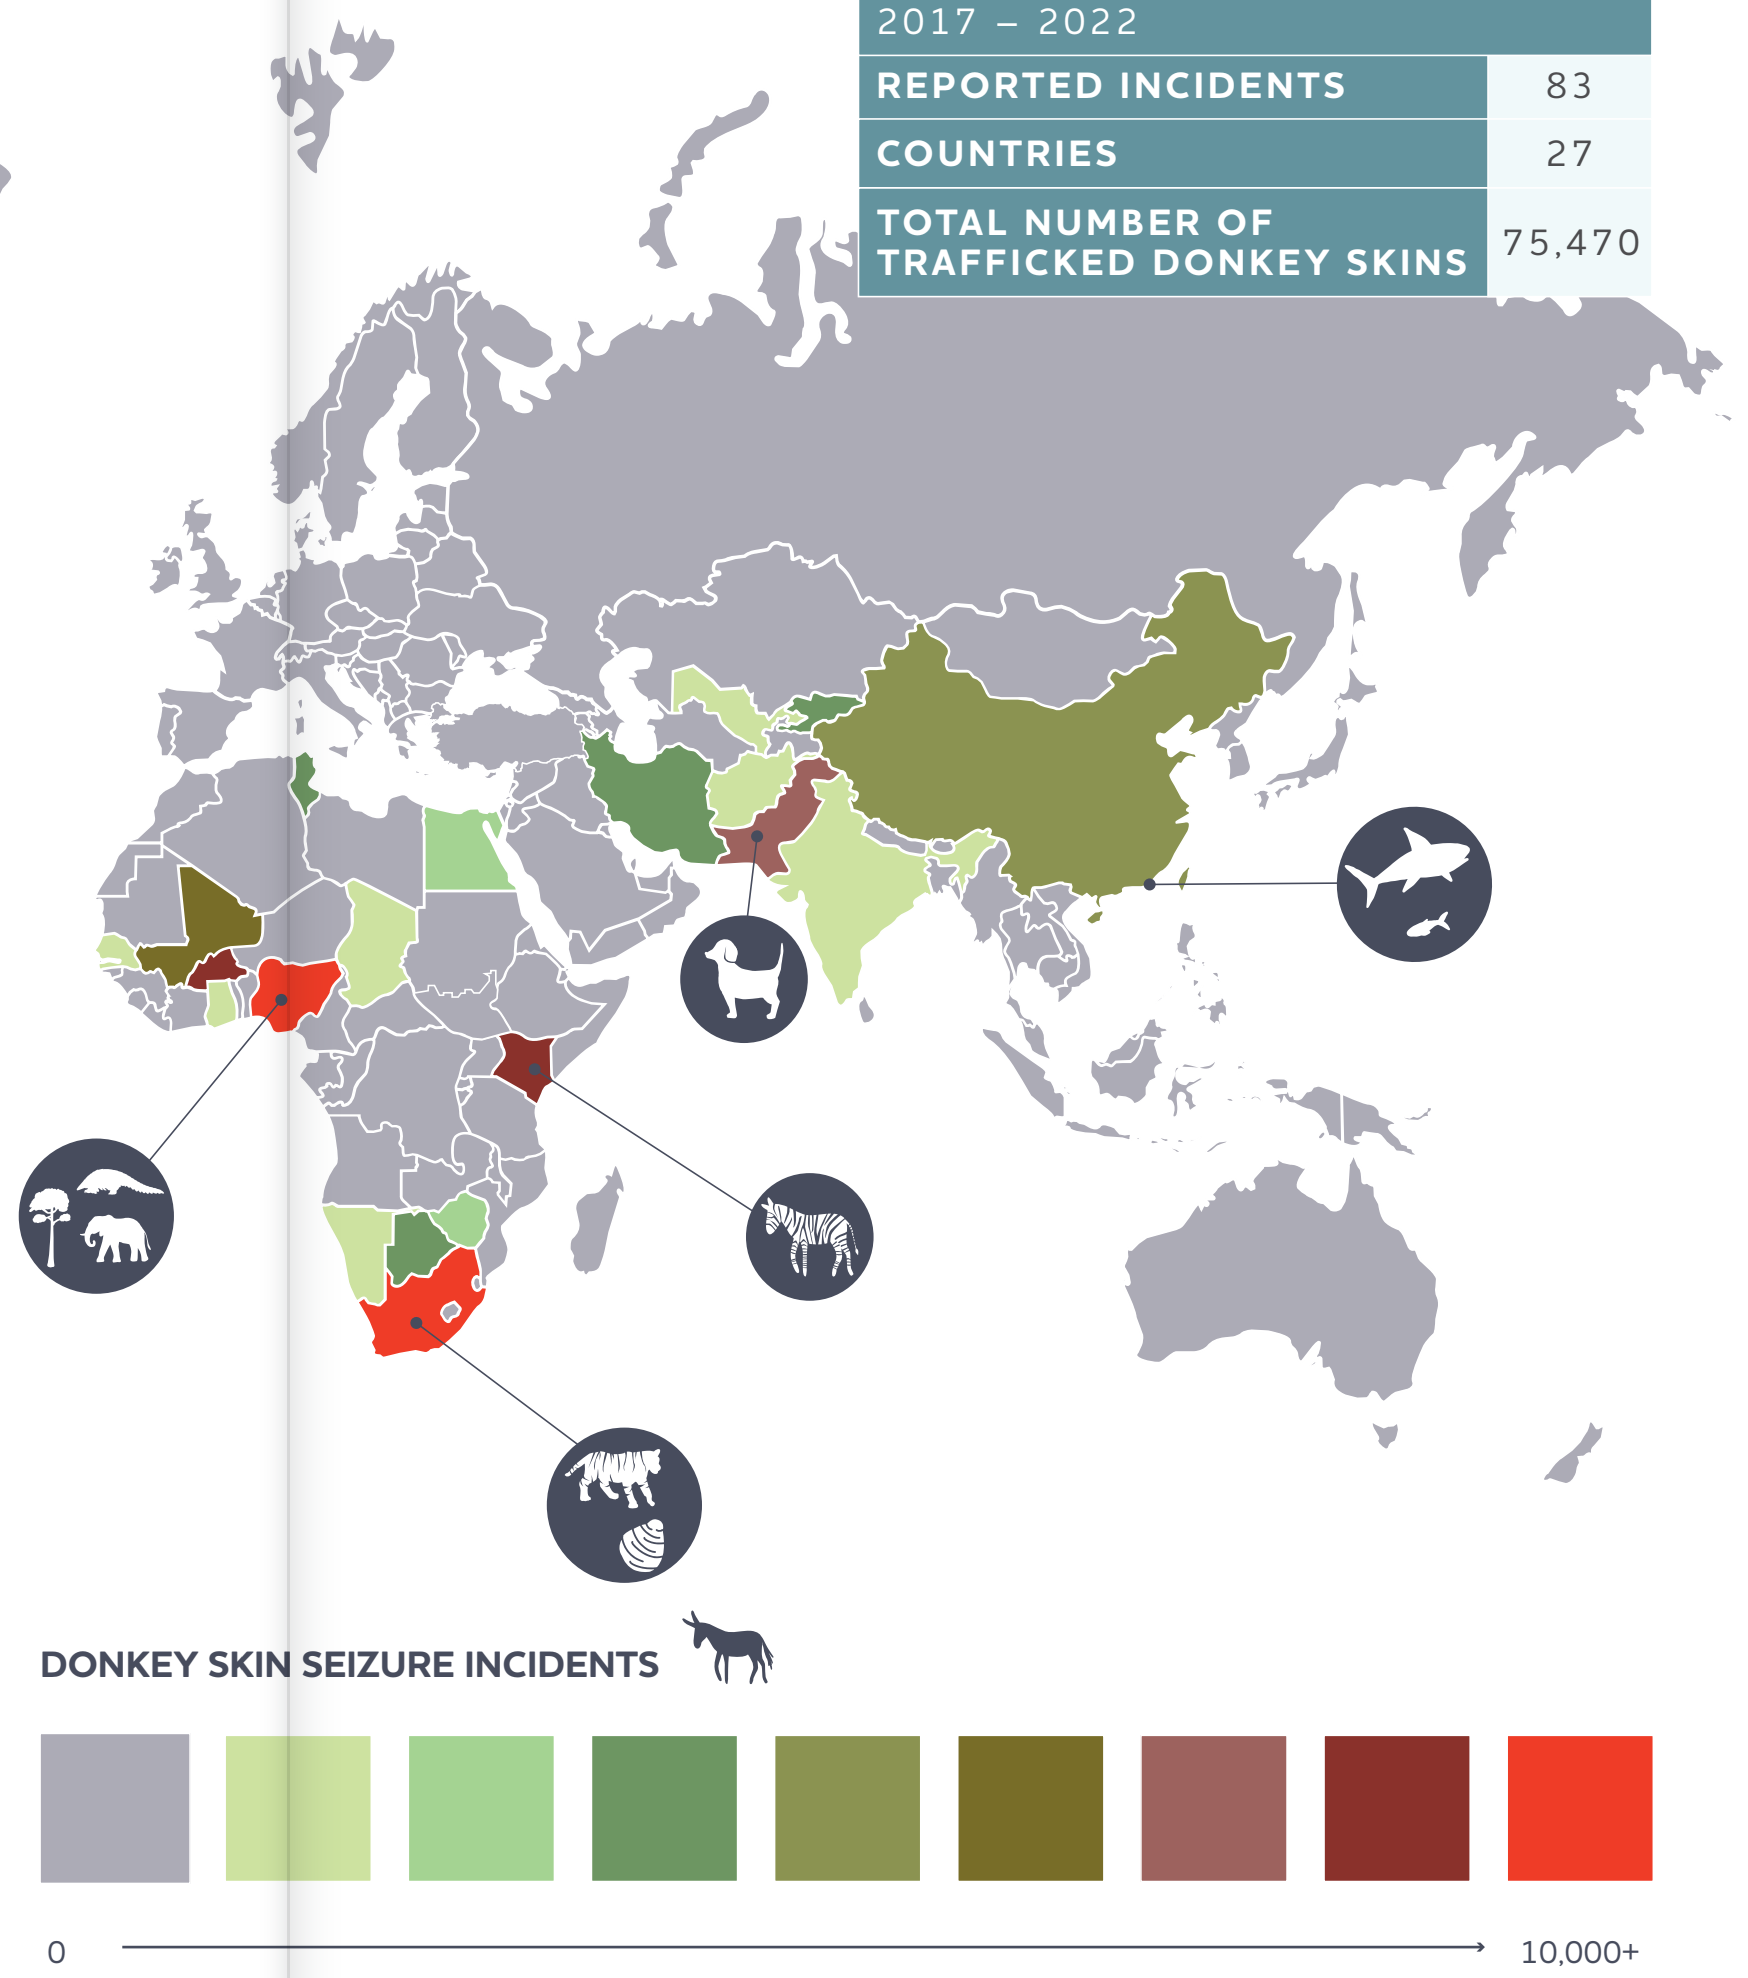 2017 – 2022
REPORTED INCIDENTS 83
COUNTRIES 27
TOTAL NUMBER OF
TRAFFICKED DONKEY SKINS 75,470
DONKEY SKIN SEIZURE INCIDENTS
0 10,000+